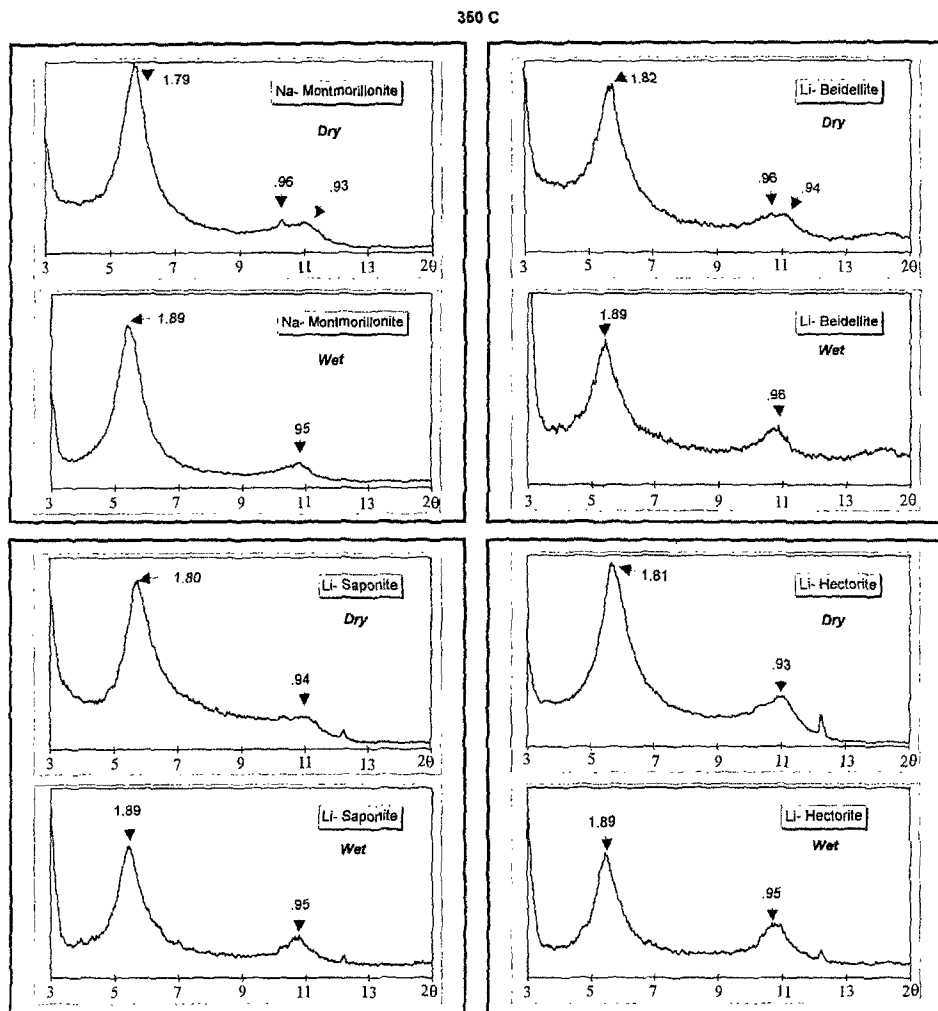 350 C
1.79
Na- Montmorillonite
Dry
.96
.93
3 5 7 9 11 13 2θ
1.89
Na- Montmorillonite
Wet
95
3 5 7 9 11 13 2θ
1.82
Li- Beidellite
Dry
.96
.94
3 5 7 9 11 13 2θ
1.89
Li- Beidellite
Wet
.96
3 5 7 9 11 13 2θ
1.80
Li- Saponite
Dry
.94
3 5 7 9 11 13 2θ
1.89
Li- Saponite
Wet
.95
3 5 7 9 11 13 2θ
1.81
Li- Hectorite
Dry
.93
3 5 7 9 11 13 2θ
1.89
Li- Hectorite
Wet
.95
3 5 7 9 11 13 2θ